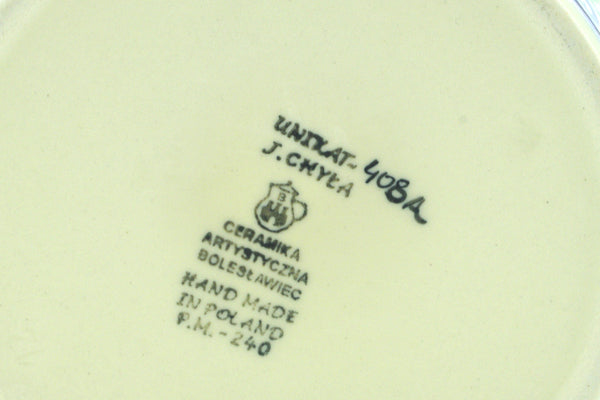 UNIKAT-408A
J. CHYŁA
B
CERAMIKA
ARTYSTYCZNA
BOLESŁAWIEC
HAND MADE
IN POLAND
P.M.-240